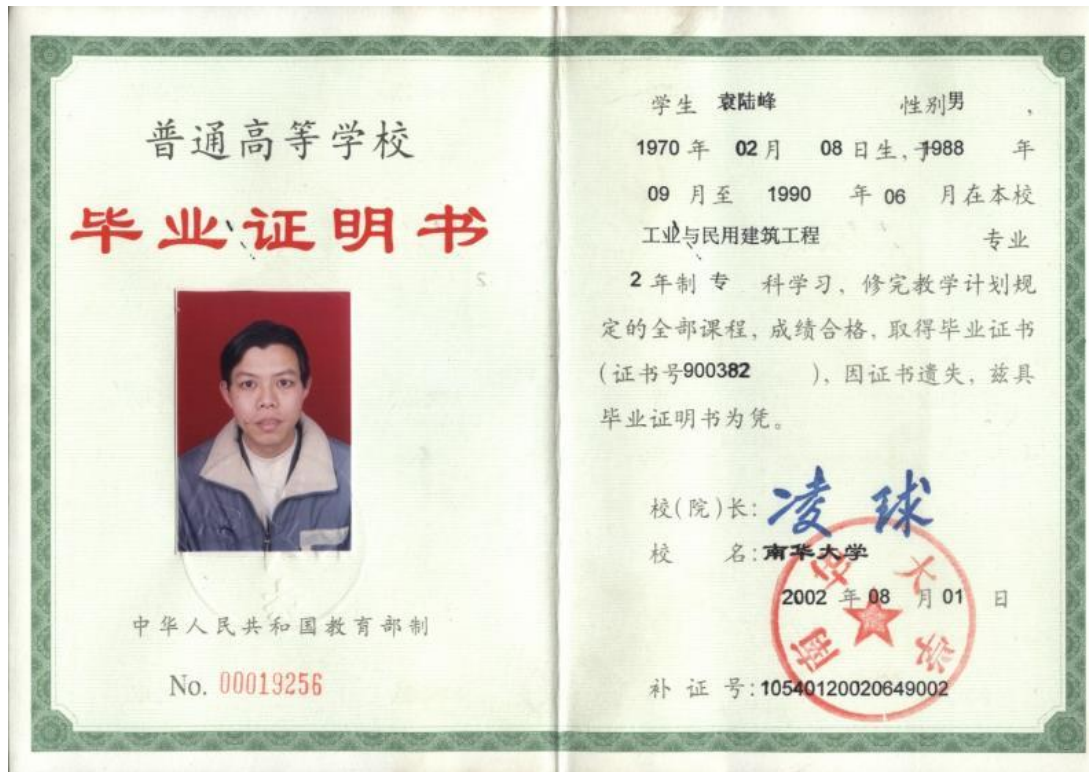 普通高等学校
毕业证明书
中华人民共和国教育部制
No. 00019256
学生 袁陆峰 性别男 ,
1970 年 02 月 08 日生, 于1988 年
09 月至 1990 年 06 月在本校
工业与民用建筑工程 专业
2 年制 专 科学习, 修完教学计划规
定的全部课程, 成绩合格, 取得毕业证书
(证书号900382 ), 因证书遗失, 兹具
毕业证明书为凭。
校(院)长: 凌球
校 名: 南华大学
2002 年 08 月 01 日
南华大学
补 证 号: 10540120020649002